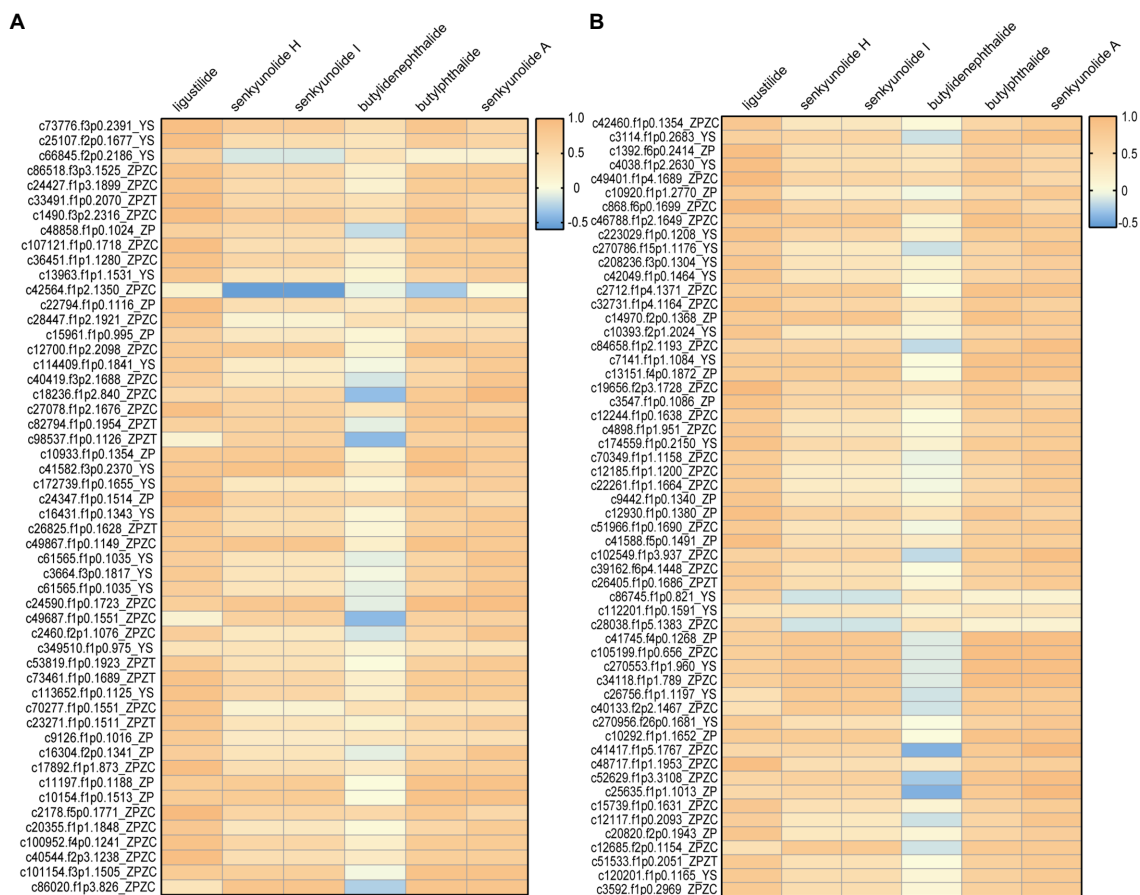 A
ligustilide
senkyunolide H
senkyunolide I
butylidenephthalide
butylphthalide
senkyunolide A
c73776.f3p0.2391_YS
c25107.f2p0.1677_YS
c66845.f2p0.2186_YS
c86518.f3p3.1525_ZPZC
c24427.f1p3.1899_ZPZC
c33491.f1p0.2070_ZPZT
c1490.f3p2.2316_ZPZC
c48858.f1p0.1024_ZP
c107121.f1p0.1718_ZPZC
c36451.f1p1.1280_ZPZC
c13963.f1p1.1531_YS
c42564.f1p2.1350_ZPZC
c22794.f1p0.1116_ZP
c28447.f1p2.1921_ZPZC
c15961.f1p0.995_ZP
c12700.f1p2.2098_ZPZC
c114409.f1p0.1841_YS
c40419.f3p2.1688_ZPZC
c18236.f1p2.840_ZPZC
c27078.f1p2.1676_ZPZC
c82794.f1p0.1954_ZPZT
c98537.f1p0.1126_ZPZT
c10933.f1p0.1354_ZP
c41582.f3p0.2370_YS
c172739.f1p0.1655_YS
c24347.f1p0.1514_ZP
c16431.f1p0.1343_YS
c26825.f1p0.1628_ZPZT
c49867.f1p0.1149_ZPZC
c61565.f1p0.1035_YS
c3664.f3p0.1817_YS
c61565.f1p0.1035_YS
c24590.f1p0.1723_ZPZC
c49687.f1p0.1551_ZPZC
c2460.f2p1.1076_ZPZC
c349510.f1p0.975_YS
c53819.f1p0.1923_ZPZT
c73461.f1p0.1689_ZPZT
c113652.f1p0.1125_YS
c70277.f1p0.1551_ZPZC
c23271.f1p0.1511_ZPZT
c9126.f1p0.1016_ZP
c16304.f2p0.1341_ZP
c17892.f1p1.873_ZPZC
c11197.f1p0.1188_ZP
c10154.f1p0.1513_ZP
c2178.f5p0.1771_ZPZC
c20355.f1p1.1848_ZPZC
c100952.f4p0.1241_ZPZC
c40544.f2p3.1238_ZPZC
c101154.f3p1.1505_ZPZC
c86020.f1p3.826_ZPZC
1.0
0.5
0
-0.5
B
ligustilide
senkyunolide H
senkyunolide I
butylidenephthalide
butylphthalide
senkyunolide A
c42460.f1p0.1354_ZPZC
c3114.f1p0.2683_YS
c1392.f6p0.2414_ZP
c4038.f1p2.2630_YS
c49401.f1p4.1689_ZPZC
c10920.f1p1.2770_ZP
c868.f6p0.1699_ZPZC
c46788.f1p2.1649_ZPZC
c223029.f1p0.1208_YS
c270786.f15p1.1176_YS
c208236.f3p0.1304_YS
c42049.f1p0.1464_YS
c2712.f1p4.1371_ZPZC
c32731.f1p4.1164_ZPZC
c14970.f2p0.1368_ZP
c10393.f2p1.2024_YS
c84658.f1p2.1193_ZPZC
c7141.f1p1.1084_YS
c13151.f4p0.1872_ZP
c19656.f2p3.1728_ZPZC
c3547.f1p0.1086_ZP
c12244.f1p0.1638_ZPZC
c4898.f1p1.951_ZPZC
c174559.f1p0.2150_YS
c70349.f1p1.1158_ZPZC
c12185.f1p1.1200_ZPZC
c22261.f1p1.1664_ZPZC
c9442.f1p0.1340_ZP
c12930.f1p0.1380_ZP
c51966.f1p0.1690_ZPZC
c41588.f5p0.1491_ZP
c102549.f1p3.937_ZPZC
c39162.f6p4.1448_ZPZC
c26405.f1p0.1686_ZPZT
c86745.f1p0.821_YS
c112201.f1p0.1591_YS
c28038.f1p5.1383_ZPZC
c41745.f4p0.1268_ZP
c105199.f1p0.656_ZPZC
c270553.f1p1.960_YS
c34118.f1p1.789_ZPZC
c26756.f1p1.1197_YS
c40133.f2p2.1467_ZPZC
c270956.f26p0.1681_YS
c10292.f1p1.1652_ZP
c41417.f1p5.1767_ZPZC
c48717.f1p1.1953_ZPZC
c52629.f1p3.3108_ZPZC
c25635.f1p1.1013_ZP
c15739.f1p0.1631_ZPZC
c12117.f1p0.2093_ZPZC
c20820.f2p0.1943_ZP
c12685.f2p0.1154_ZPZC
c51533.f1p0.2051_ZPZT
c120201.f1p0.1165_YS
c3592.f1p0.2969_ZPZC
1.0
0.5
0
-0.5